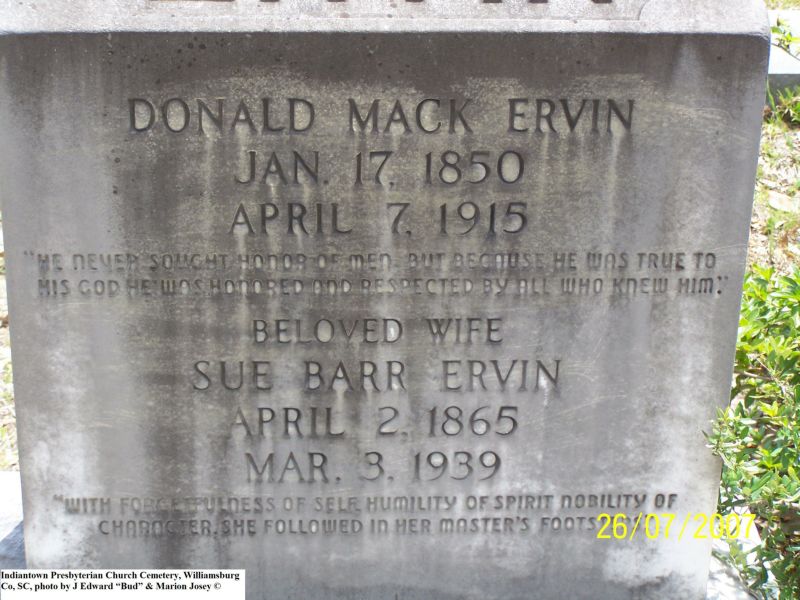 DONALD MACK ERVIN
JAN. 17, 1850
APRIL 7, 1915
"HE NEVER SOUGHT HONOR OF MEN, BUT BECAUSE HE WAS TRUE TO
HIS GOD HE WAS HONORED AND RESPECTED BY ALL WHO KNEW HIM."
BELOVED WIFE
SUE BARR ERVIN
APRIL 2, 1865
MAR. 3, 1939
"WITH FORGETFULNESS OF SELF, HUMILITY OF SPIRIT NOBILITY OF
CHARACTER, SHE FOLLOWED IN HER MASTER'S
26/07/2007
Indiantown Presbyterian Church Cemetery, Williamsburg
Co, SC, photo by J Edward “Bud” & Marion Josey ©